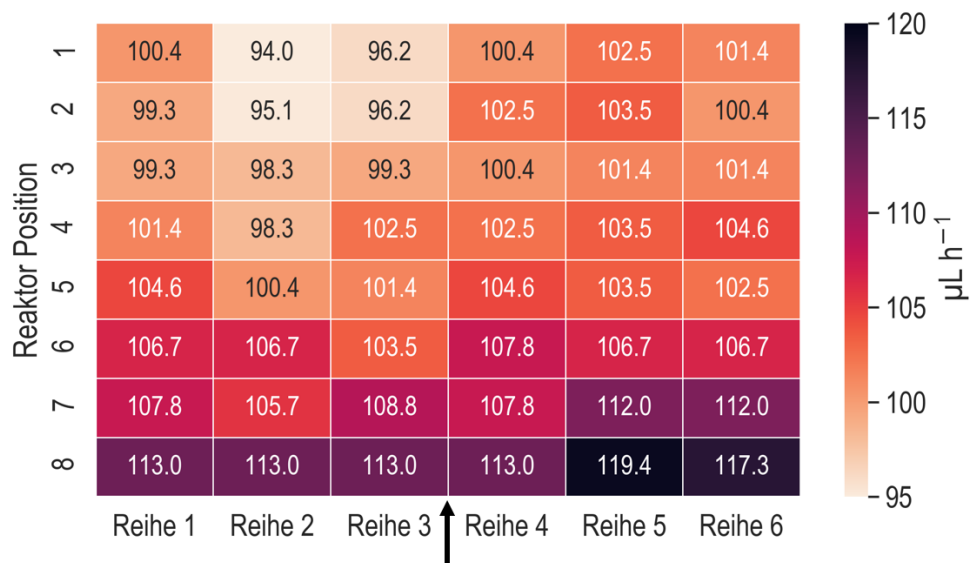 1 100.4 94.0 96.2 100.4 102.5 101.4
2 99.3 95.1 96.2 102.5 103.5 100.4
3 99.3 98.3 99.3 100.4 101.4 101.4
4 101.4 98.3 102.5 102.5 103.5 104.6
5 104.6 100.4 101.4 104.6 103.5 102.5
6 106.7 106.7 103.5 107.8 106.7 106.7
7 107.8 105.7 108.8 107.8 112.0 112.0
8 113.0 113.0 113.0 113.0 119.4 117.3
Reihe 1 Reihe 2 Reihe 3 Reihe 4 Reihe 5 Reihe 6
Reaktor Position
120
115
110
105
100
95
µL h⁻¹